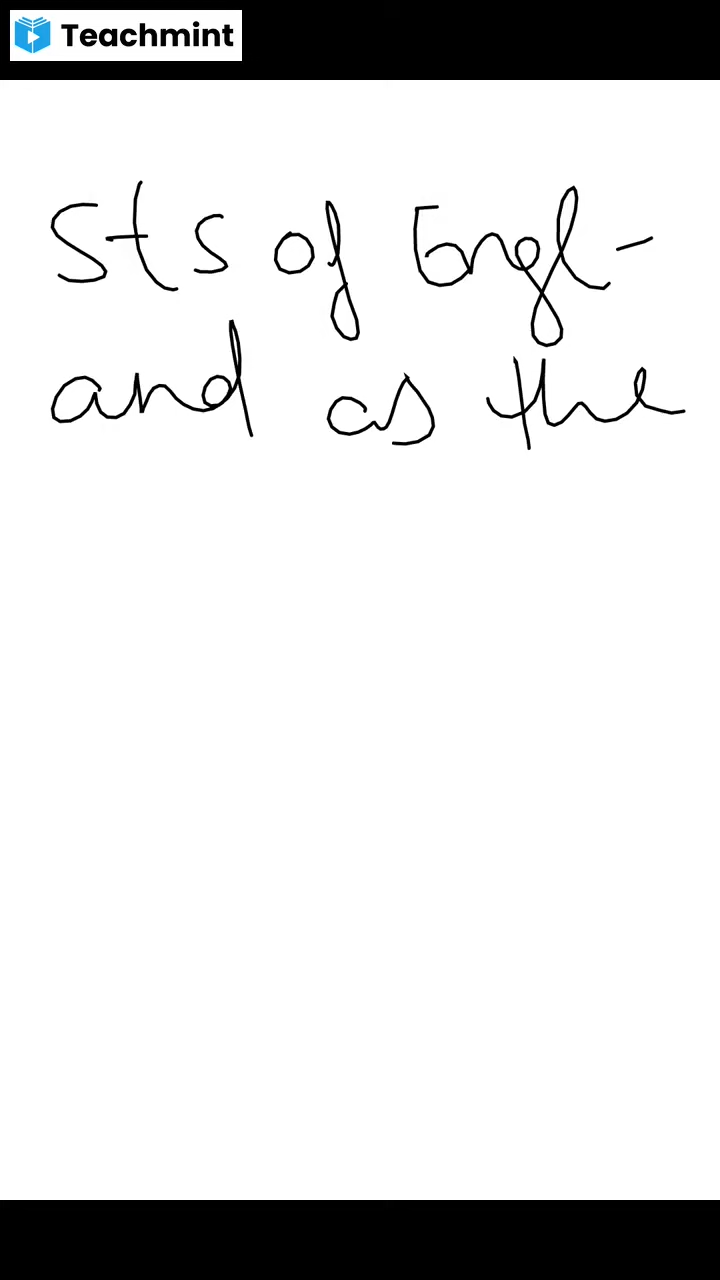 Teachmint
sts of Engl-
and as the